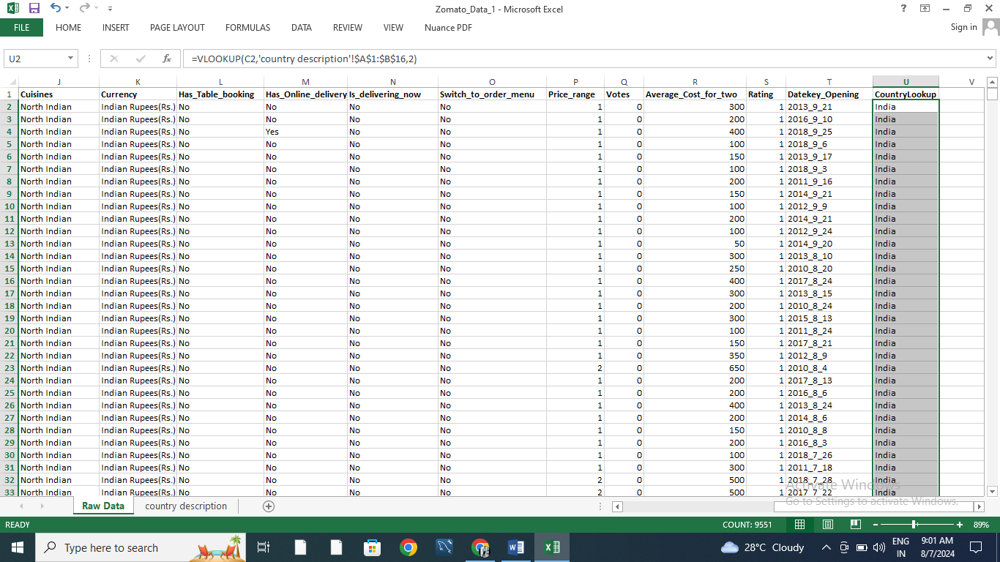 Zomato_Data_1 - Microsoft Excel ?
FILE HOME INSERT PAGE LAYOUT FORMULAS DATA REVIEW VIEW Nuance PDF Sign in
U2 fx =VLOOKUP(C2,'country description'!$A$1:$B$16,2)
J K L M N O P Q R S T U V
1 Cuisines Currency Has_Table_booking Has_Online_delivery Is_delivering_now Switch_to_order_menu Price_range Votes Average_Cost_for_two Rating Datekey_Opening CountryLookup
2 North Indian Indian Rupees(Rs.) No No No No 1 0 300 1 2013_9_21 India
3 North Indian Indian Rupees(Rs.) No No No No 1 0 200 1 2016_9_10 India
4 North Indian Indian Rupees(Rs.) No Yes No No 1 0 400 1 2018_9_25 India
5 North Indian Indian Rupees(Rs.) No No No No 1 0 100 1 2018_9_6 India
6 North Indian Indian Rupees(Rs.) No No No No 1 0 150 1 2013_9_17 India
7 North Indian Indian Rupees(Rs.) No No No No 1 0 100 1 2018_9_3 India
8 North Indian Indian Rupees(Rs.) No No No No 1 0 200 1 2011_9_16 India
9 North Indian Indian Rupees(Rs.) No No No No 1 0 150 1 2014_9_21 India
10 North Indian Indian Rupees(Rs.) No No No No 1 0 100 1 2012_9_9 India
11 North Indian Indian Rupees(Rs.) No No No No 1 0 200 1 2014_9_21 India
12 North Indian Indian Rupees(Rs.) No No No No 1 0 100 1 2012_9_24 India
13 North Indian Indian Rupees(Rs.) No No No No 1 0 50 1 2014_9_20 India
14 North Indian Indian Rupees(Rs.) No No No No 1 0 300 1 2013_8_10 India
15 North Indian Indian Rupees(Rs.) No No No No 1 0 250 1 2010_8_20 India
16 North Indian Indian Rupees(Rs.) No No No No 1 0 400 1 2017_8_24 India
17 North Indian Indian Rupees(Rs.) No No No No 1 0 300 1 2013_8_15 India
18 North Indian Indian Rupees(Rs.) No No No No 1 0 200 1 2010_8_24 India
19 North Indian Indian Rupees(Rs.) No No No No 1 0 300 1 2015_8_13 India
20 North Indian Indian Rupees(Rs.) No No No No 1 0 100 1 2011_8_24 India
21 North Indian Indian Rupees(Rs.) No No No No 1 0 150 1 2017_8_21 India
22 North Indian Indian Rupees(Rs.) No No No No 1 0 350 1 2012_8_9 India
23 North Indian Indian Rupees(Rs.) No No No No 2 0 650 1 2010_8_4 India
24 North Indian Indian Rupees(Rs.) No No No No 1 0 200 1 2017_8_13 India
25 North Indian Indian Rupees(Rs.) No No No No 1 0 200 1 2016_8_6 India
26 North Indian Indian Rupees(Rs.) No No No No 1 0 400 1 2013_8_24 India
27 North Indian Indian Rupees(Rs.) No No No No 1 0 200 1 2014_8_6 India
28 North Indian Indian Rupees(Rs.) No No No No 1 0 150 1 2010_8_8 India
29 North Indian Indian Rupees(Rs.) No No No No 1 0 200 1 2016_8_3 India
30 North Indian Indian Rupees(Rs.) No No No No 1 0 100 1 2018_7_26 India
31 North Indian Indian Rupees(Rs.) No No No No 1 0 300 1 2011_7_18 India
32 North Indian Indian Rupees(Rs.) No No No No 2 0 500 1 2018_7_28 India
33 North Indian Indian Rupees(Rs.) No No No No 2 0 500 1 2017_7_22 India
Activate Windows
Go to Settings to activate Windows.
Raw Data country description
READY COUNT: 9551 89%
Type here to search 28°C Cloudy ENG IN 9:01 AM 8/7/2024